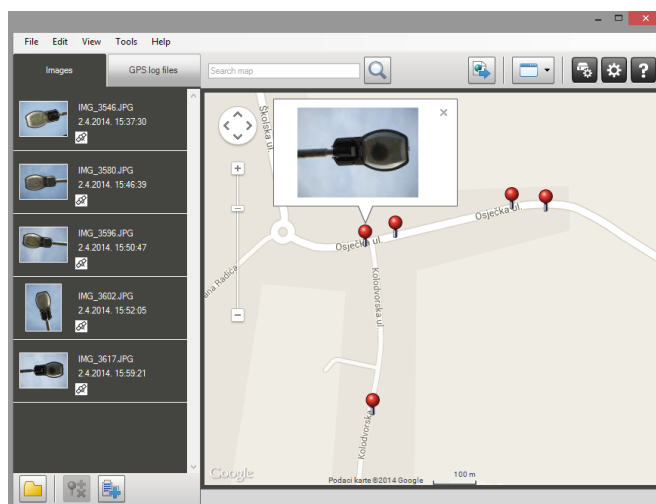 File Edit View Tools Help
Images GPS log files Search map
IMG_3546.JPG
2.4.2014. 15:37:30
IMG_3580.JPG
2.4.2014. 15:46:39
IMG_3596.JPG
2.4.2014. 15:50:47
IMG_3602.JPG
2.4.2014. 15:52:05
IMG_3617.JPG
2.4.2014. 15:59:21
Školska ul.
Osječka ul.
Osječka ul.
ana Radića
Kolodvorska ul
Kolodvorska
Google
Podaci karte ©2014 Google
100 m